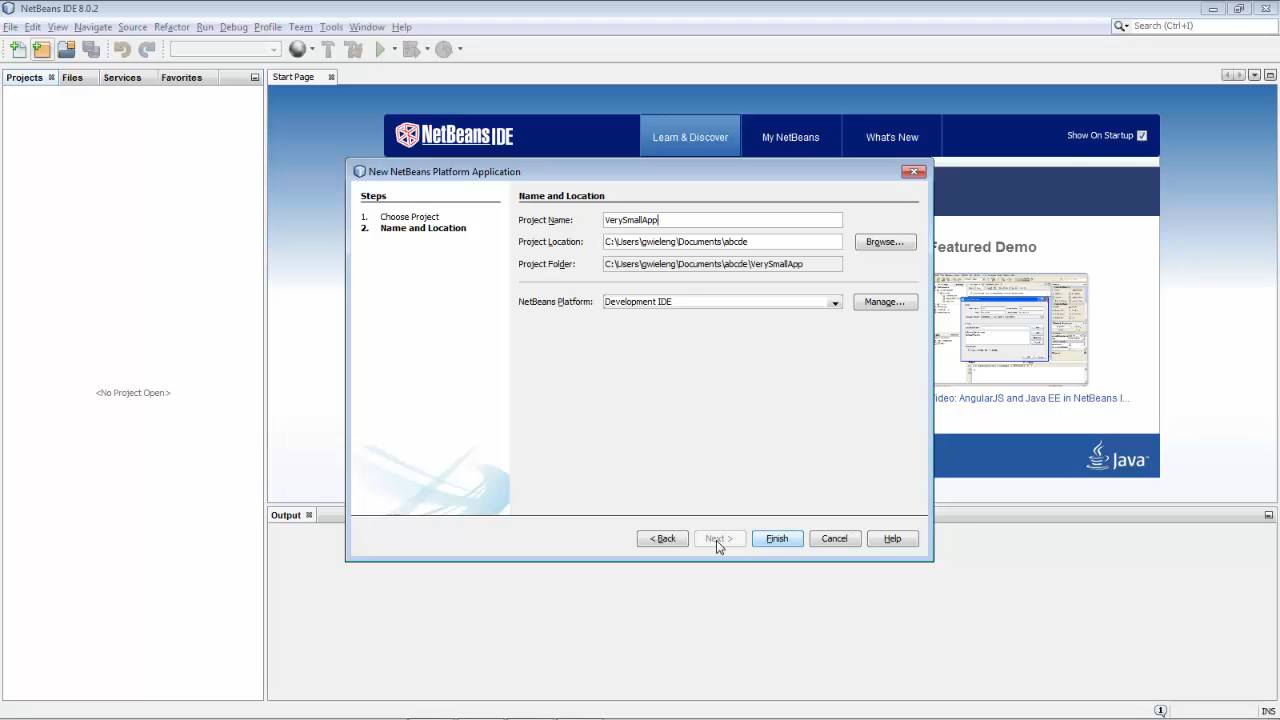 NetBeans IDE 8.0.2
File Edit View Navigate Source Refactor Run Debug Profile Team Tools Window Help
Search (Ctrl+I)
Projects Files Services Favorites
Start Page
NetBeans IDE
Learn & Discover
My NetBeans
What's New
Show On Startup
New NetBeans Platform Application
Steps
1. Choose Project
2. Name and Location
Name and Location
Project Name: VerySmallApp
Project Location: C:\Users\gwieleng\Documents\abcde
Browse...
Project Folder: C:\Users\gwieleng\Documents\abcde\VerySmallApp
NetBeans Platform: Development IDE
Manage...
< Back
Next >
Finish
Cancel
Help
eatured Demo
ideo: AngularJS and Java EE in NetBeans I...
Java
<No Project Open>
Output
1
INS